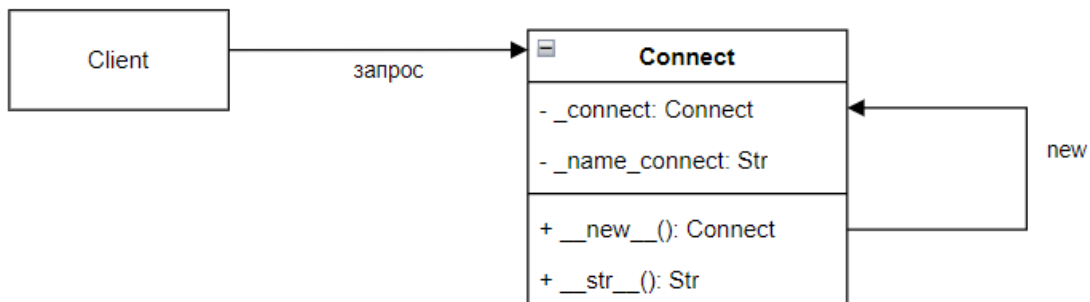 Client
запрос
Connect
- _connect: Connect
- _name_connect: Str
new
+ __new__(): Connect
+ __str__(): Str